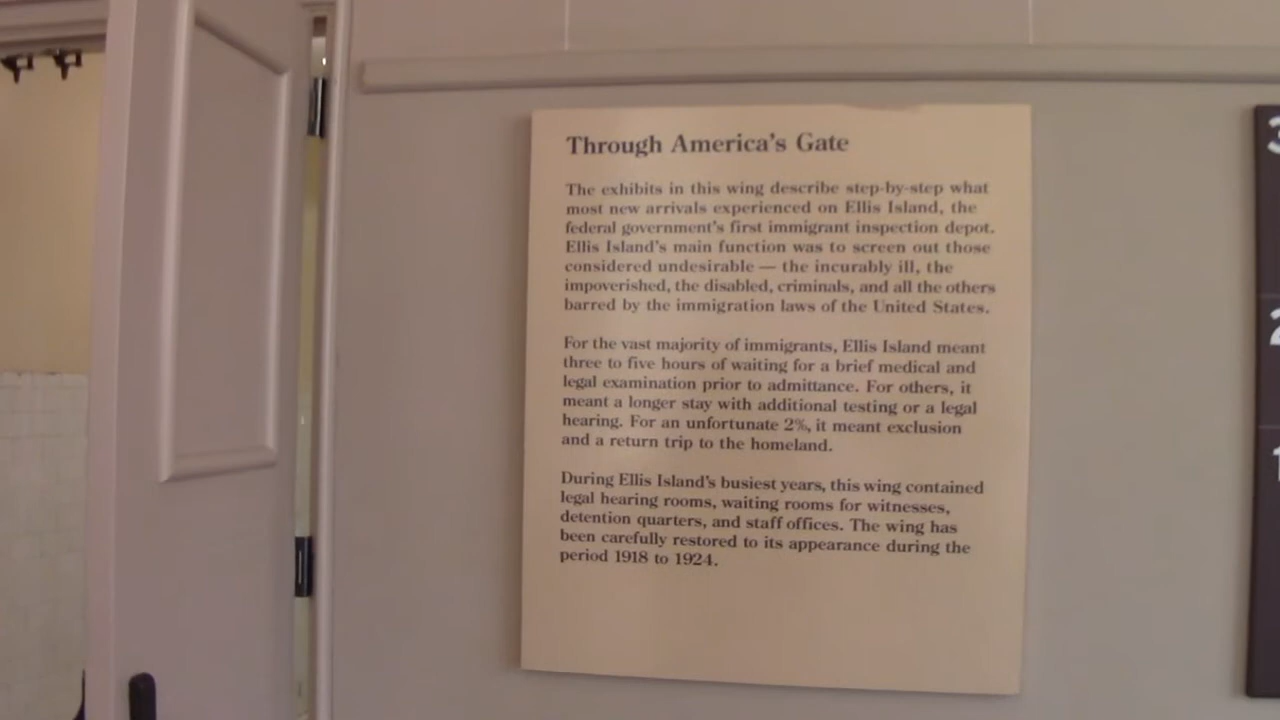 Through America's Gate
The exhibits in this wing describe step-by-step what
most new arrivals experienced on Ellis Island, the
federal government's first immigrant inspection depot.
Ellis Island's main function was to screen out those
considered undesirable — the incurably ill, the
impoverished, the disabled, criminals, and all the others
barred by the immigration laws of the United States.
For the vast majority of immigrants, Ellis Island meant
three to five hours of waiting for a brief medical and
legal examination prior to admittance. For others, it
meant a longer stay with additional testing or a legal
hearing. For an unfortunate 2%, it meant exclusion
and a return trip to the homeland.
During Ellis Island's busiest years, this wing contained
legal hearing rooms, waiting rooms for witnesses,
detention quarters, and staff offices. The wing has
been carefully restored to its appearance during the
period 1918 to 1924.
3
2
1